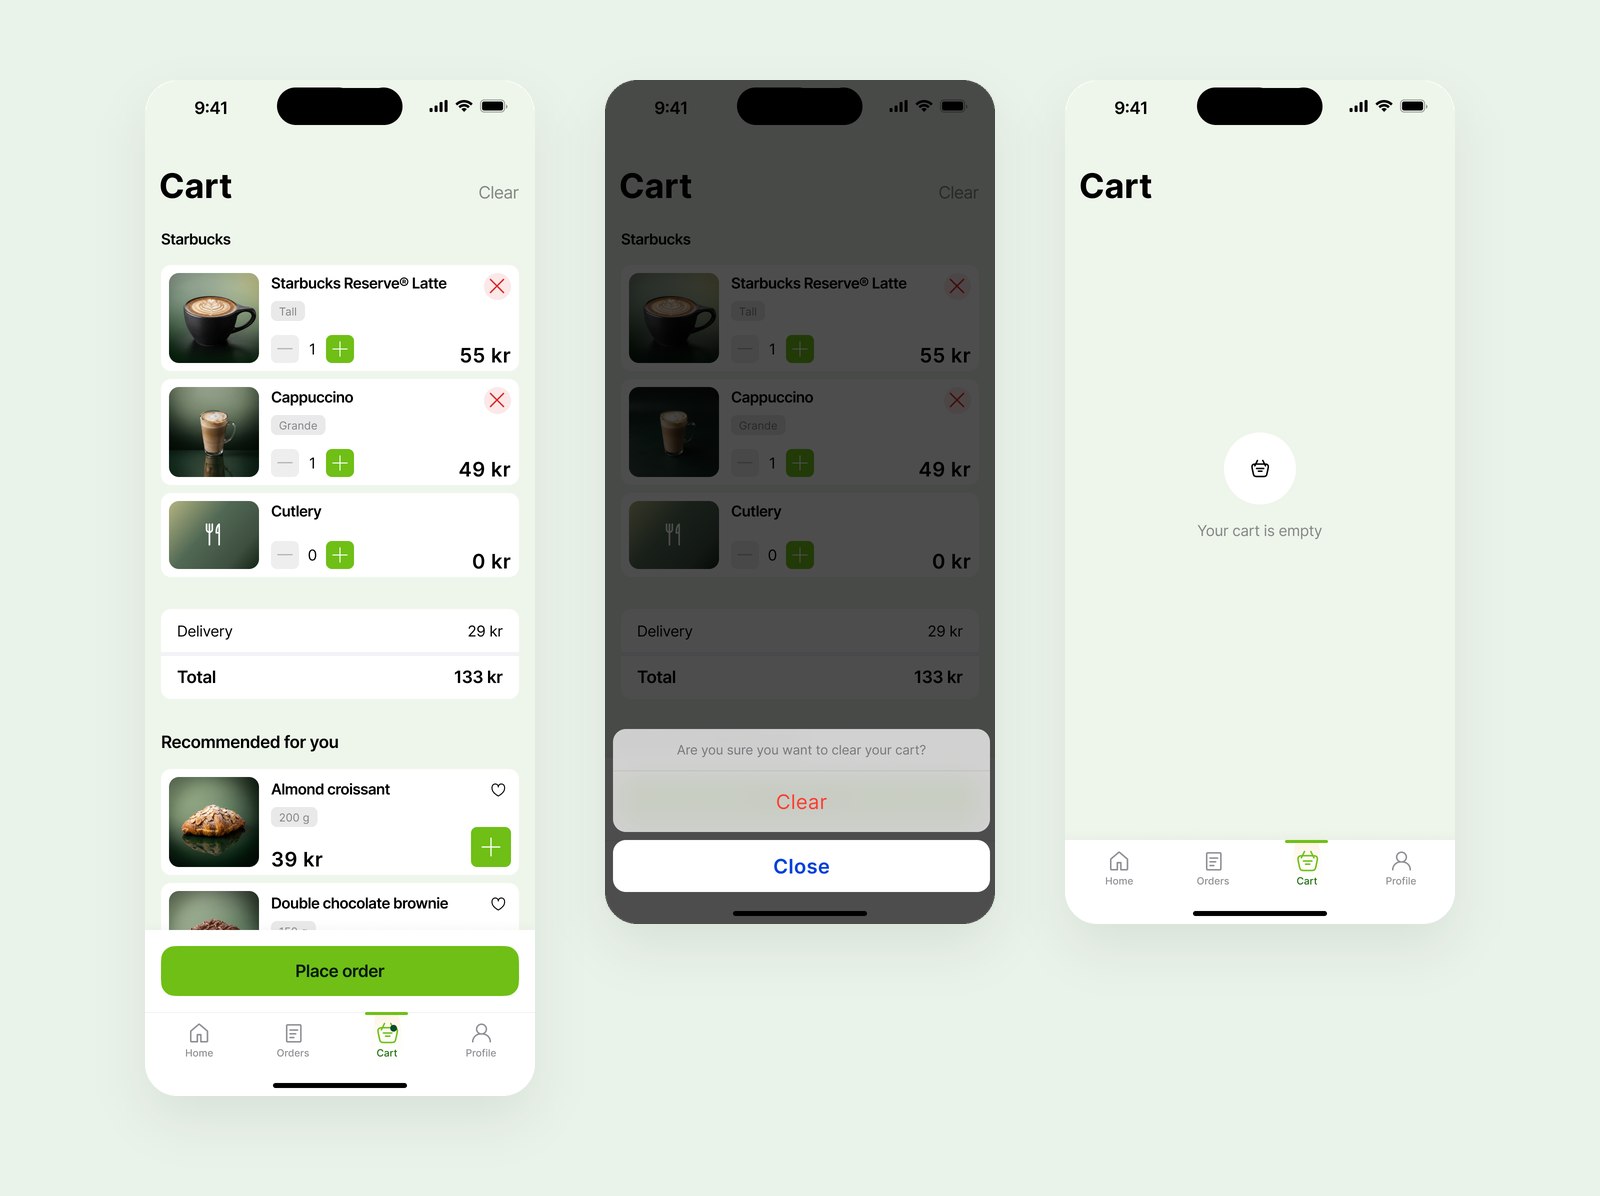 9:41
Cart
Clear
Starbucks
Starbucks Reserve® Latte
Tall
1
55 kr
Cappuccino
Grande
1
49 kr
Cutlery
0
0 kr
Delivery 29 kr
Total 133 kr
Recommended for you
Almond croissant
200 g
39 kr
Double chocolate brownie
Place order
Home Orders Cart Profile
9:41
Cart
Clear
Starbucks
Starbucks Reserve® Latte
Tall
1
55 kr
Cappuccino
Grande
1
49 kr
Cutlery
0
0 kr
Delivery 29 kr
Total 133 kr
Are you sure you want to clear your cart?
Clear
Close
9:41
Cart
Your cart is empty
Home Orders Cart Profile